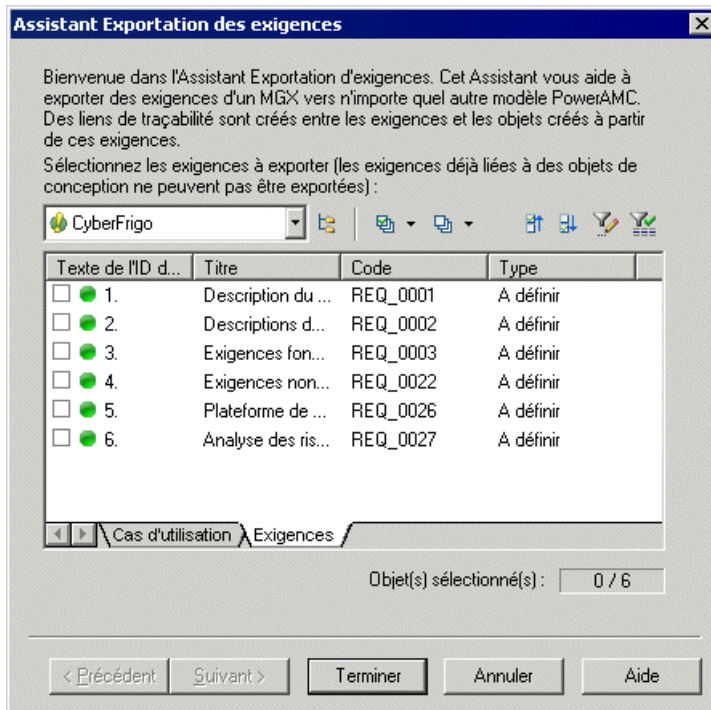 Assistant Exportation des exigences
Bienvenue dans l'Assistant Exportation d'exigences. Cet Assistant vous aide à
exporter des exigences d'un MGX vers n'importe quel autre modèle PowerAMC.
Des liens de traçabilité sont créés entre les exigences et les objets créés à partir
de ces exigences.
Sélectionnez les exigences à exporter (les exigences déjà liées à des objets de
conception ne peuvent pas être exportées) :
CyberFrigo
Texte de l'ID d... Titre Code Type
1. Description du ... REQ_0001 A définir
2. Descriptions d... REQ_0002 A définir
3. Exigences fon... REQ_0003 A définir
4. Exigences non... REQ_0022 A définir
5. Plateforme de ... REQ_0026 A définir
6. Analyse des ris... REQ_0027 A définir
Cas d'utilisation Exigences
Objet(s) sélectionné(s) : 0 / 6
< Précédent Suivant > Terminer Annuler Aide